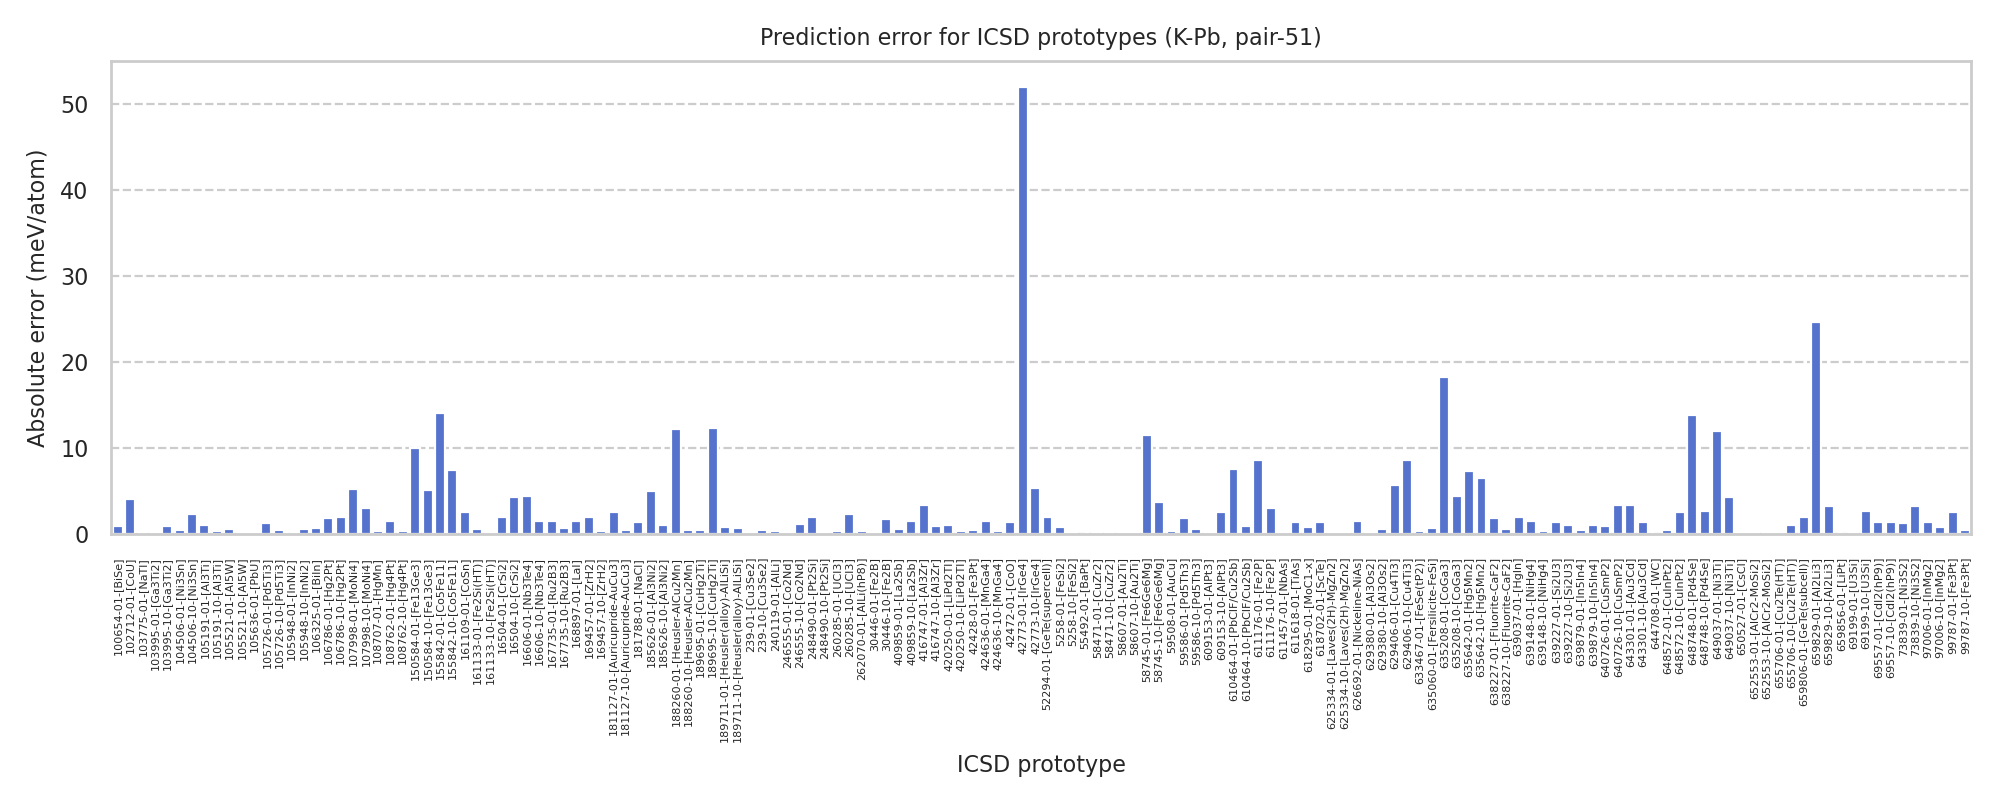 Prediction error for ICSD prototypes (K-Pb, pair-51)
Absolute error (meV/atom)
50
40
30
20
10
0
100654-01-[BiSe]
102712-01-[CoU]
103775-01-[NaTl]
103995-01-[Ga3Ti2]
103995-10-[Ga3Ti2]
104506-01-[Ni3Sn]
104506-10-[Ni3Sn]
105191-01-[Al3Ti]
105191-10-[Al3Ti]
105521-01-[Al5W]
105521-10-[Al5W]
105636-01-[PbU]
105726-01-[Pd5Ti3]
105726-10-[Pd5Ti3]
105948-01-[InNi2]
105948-10-[InNi2]
106325-01-[BiIn]
106786-01-[Hg2Pt]
106786-10-[Hg2Pt]
107998-01-[MoNi4]
107998-10-[MoNi4]
108707-01-[HgMn]
108762-01-[Hg4Pt]
108762-10-[Hg4Pt]
150584-01-[Fe13Ge3]
150584-10-[Fe13Ge3]
155842-01-[Co5Fe11]
155842-10-[Co5Fe11]
161109-01-[CoSn]
161133-01-[Fe2Si(HT)]
161133-10-[Fe2Si(HT)]
16504-01-[CrSi2]
16504-10-[CrSi2]
16606-01-[Nb3Te4]
16606-10-[Nb3Te4]
167735-01-[Ru2B3]
167735-10-[Ru2B3]
168897-01-[LaI]
169457-01-[ZrH2]
169457-10-[ZrH2]
181127-01-[Auricupride-AuCu3]
181127-10-[Auricupride-AuCu3]
181788-01-[NaCl]
185626-01-[Al3Ni2]
185626-10-[Al3Ni2]
188260-01-[Heusler-AlCu2Mn]
188260-10-[Heusler-AlCu2Mn]
189695-01-[CuHg2Ti]
189695-10-[CuHg2Ti]
189711-01-[Heusler(alloy)-AlLiSi]
189711-10-[Heusler(alloy)-AlLiSi]
239-01-[Cu3Se2]
239-10-[Cu3Se2]
240119-01-[AlLi]
246555-01-[Co2Nd]
246555-10-[Co2Nd]
248490-01-[Pt2Si]
248490-10-[Pt2Si]
260285-01-[UCl3]
260285-10-[UCl3]
262070-01-[AlLi(hP8)]
30446-01-[Fe2B]
30446-10-[Fe2B]
409859-01-[La2Sb]
409859-10-[La2Sb]
416747-01-[Al3Zr]
416747-10-[Al3Zr]
420250-01-[LiPd2Tl]
420250-10-[LiPd2Tl]
42428-01-[Fe3Pt]
424636-01-[MnGa4]
424636-10-[MnGa4]
42472-01-[CoO]
42773-01-[IrGe4]
42773-10-[IrGe4]
52294-01-[GeTe(supercell)]
5258-01-[FeSi2]
5258-10-[FeSi2]
55492-01-[BaPt]
58471-01-[CuZr2]
58471-10-[CuZr2]
58607-01-[Au2Ti]
58607-10-[Au2Ti]
58745-01-[Fe6Ge6Mg]
58745-10-[Fe6Ge6Mg]
59508-01-[AuCu]
59586-01-[Pd5Th3]
59586-10-[Pd5Th3]
609153-01-[AlPt3]
609153-10-[AlPt3]
610464-01-[PbClF/Cu2Sb]
610464-10-[PbClF/Cu2Sb]
611176-01-[Fe2P]
611176-10-[Fe2P]
611457-01-[NbAs]
611618-01-[TiAs]
618295-01-[MoC1-x]
618702-01-[ScTe]
625334-01-[Laves(2H)-MgZn2]
625334-10-[Laves(2H)-MgZn2]
626692-01-[Nickeline-NiAs]
629380-01-[Al3Os2]
629380-10-[Al3Os2]
629406-01-[Cu4Ti3]
629406-10-[Cu4Ti3]
633467-01-[FeSe(tP2)]
635060-01-[Fersilicite-FeSi]
635208-01-[CoGa3]
635208-10-[CoGa3]
635642-01-[Hg5Mn2]
635642-10-[Hg5Mn2]
638227-01-[Fluorite-CaF2]
638227-10-[Fluorite-CaF2]
639037-01-[HgIn]
639148-01-[NiHg4]
639148-10-[NiHg4]
639227-01-[Si2U3]
639227-10-[Si2U3]
639879-01-[In5In4]
639879-10-[In5In4]
640726-01-[CuSmP2]
640726-10-[CuSmP2]
643301-01-[Au3Cd]
643301-10-[Au3Cd]
644708-01-[WC]
648572-01-[CuInPt2]
648572-10-[CuInPt2]
648748-01-[Pd4Se]
648748-10-[Pd4Se]
649037-01-[Ni3Ti]
649037-10-[Ni3Ti]
650527-01-[CsCl]
652553-01-[AlCr2-MoSi2]
652553-10-[AlCr2-MoSi2]
655706-01-[Cu2Te(HT)]
655706-10-[Cu2Te(HT)]
659806-01-[GeTe(subcell)]
659829-01-[Al2Li3]
659829-10-[Al2Li3]
659856-01-[LiPt]
69199-01-[U3Si]
69199-10-[U3Si]
69557-01-[CdI2(hP9)]
69557-10-[CdI2(hP9)]
73839-01-[Ni3S2]
73839-10-[Ni3S2]
97006-01-[InMg2]
97006-10-[InMg2]
99787-01-[Fe3Pt]
99787-10-[Fe3Pt]
ICSD prototype